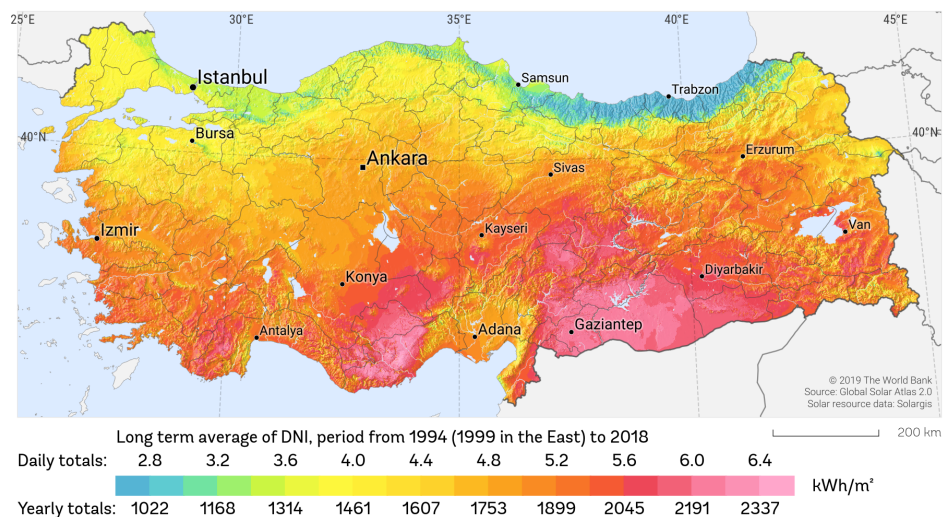 25°E 30°E 35°E 40°E 45°E
Istanbul
Samsun
Trabzon
Bursa
40°N
40°N
Ankara
Erzurum
Sivas
Izmir
Kayseri
Van
Konya
Diyarbakir
Antalya
Adana
Gaziantep
© 2019 The World Bank
Source: Global Solar Atlas 2.0
Solar resource data: Solargis
Long term average of DNI, period from 1994 (1999 in the East) to 2018
200 km
Daily totals: 2.8 3.2 3.6 4.0 4.4 4.8 5.2 5.6 6.0 6.4
kWh/m²
Yearly totals: 1022 1168 1314 1461 1607 1753 1899 2045 2191 2337